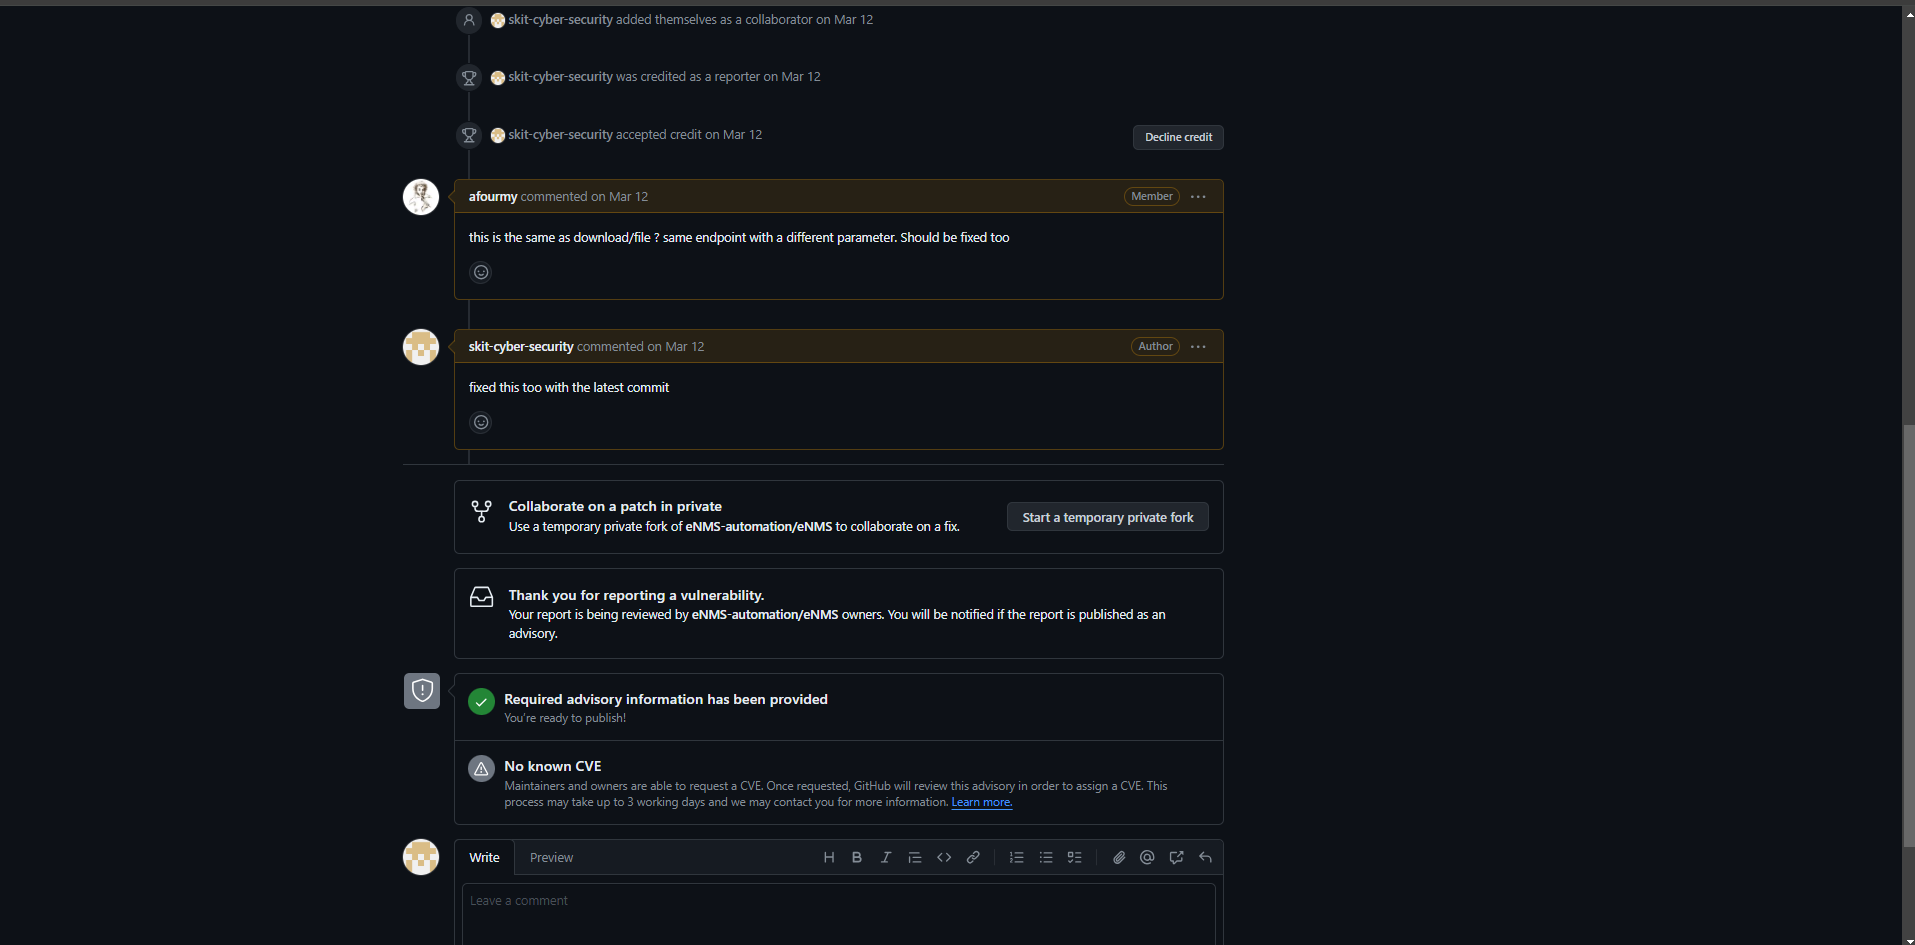 skit-cyber-security added themselves as a collaborator on Mar 12
skit-cyber-security was credited as a reporter on Mar 12
skit-cyber-security accepted credit on Mar 12
Decline credit
afourmy commented on Mar 12
Member
this is the same as download/file ? same endpoint with a different parameter. Should be fixed too
skit-cyber-security commented on Mar 12
Author
fixed this too with the latest commit
Collaborate on a patch in private
Use a temporary private fork of eNMS-automation/eNMS to collaborate on a fix.
Start a temporary private fork
Thank you for reporting a vulnerability.
Your report is being reviewed by eNMS-automation/eNMS owners. You will be notified if the report is published as an
advisory.
Required advisory information has been provided
You're ready to publish!
No known CVE
Maintainers and owners are able to request a CVE. Once requested, GitHub will review this advisory in order to assign a CVE. This
process may take up to 3 working days and we may contact you for more information. Learn more.
Write
Preview
Leave a comment